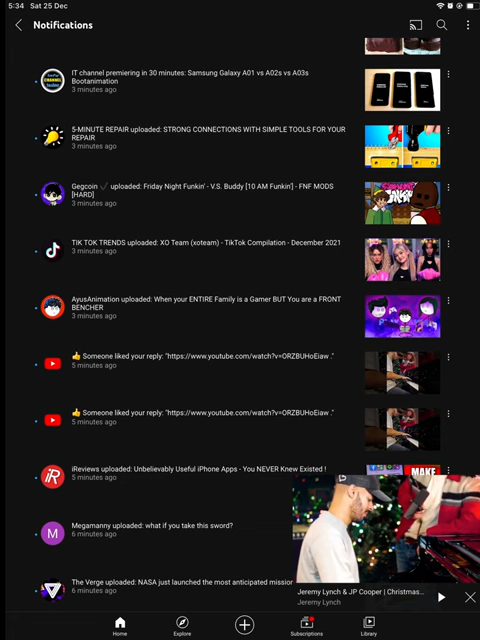 5:34 Sat 25 Dec
Notifications
IT channel premiering in 30 minutes: Samsung Galaxy A01 vs A02s vs A03s
Bootanimation
3 minutes ago
5-MINUTE REPAIR uploaded: STRONG CONNECTIONS WITH SIMPLE TOOLS FOR YOUR
REPAIR
3 minutes ago
Gegcoin ✔ uploaded: Friday Night Funkin' - V.S. Buddy [10 AM Funkin'] - FNF MODS
[HARD]
3 minutes ago
TIK TOK TRENDS uploaded: XO Team (xoteam) - TikTok Compilation - December 2021
3 minutes ago
AyusAnimation uploaded: When your ENTIRE Family is a Gamer BUT You are a FRONT
BENCHER
3 minutes ago
👍 Someone liked your reply: "https://www.youtube.com/watch?v=ORZBUHoEiaw ."
5 minutes ago
👍 Someone liked your reply: "https://www.youtube.com/watch?v=ORZBUHoEiaw ."
5 minutes ago
iR
iReviews uploaded: Unbelievably Useful iPhone Apps - You NEVER Knew Existed !
5 minutes ago
MAKE
M
Megamanny uploaded: what if you take this sword?
6 minutes ago
The Verge uploaded: NASA just launched the most anticipated mission
6 minutes ago
Jeremy Lynch & JP Cooper | Christmas...
Jeremy Lynch
Home
Explore
Subscriptions
Library